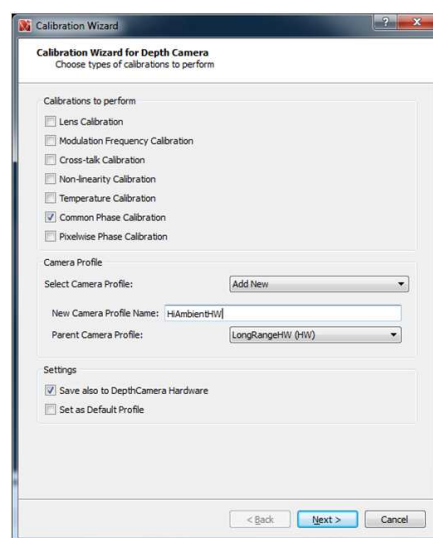 Calibration Wizard
Calibration Wizard for Depth Camera
Choose types of calibrations to perform
Calibrations to perform
Lens Calibration
Modulation Frequency Calibration
Cross-talk Calibration
Non-linearity Calibration
Temperature Calibration
Common Phase Calibration
Pixelwise Phase Calibration
Camera Profile
Select Camera Profile: Add New
New Camera Profile Name: HiAmbientHW
Parent Camera Profile: LongRangeHW (HW)
Settings
Save also to DepthCamera Hardware
Set as Default Profile
< Back Next > Cancel